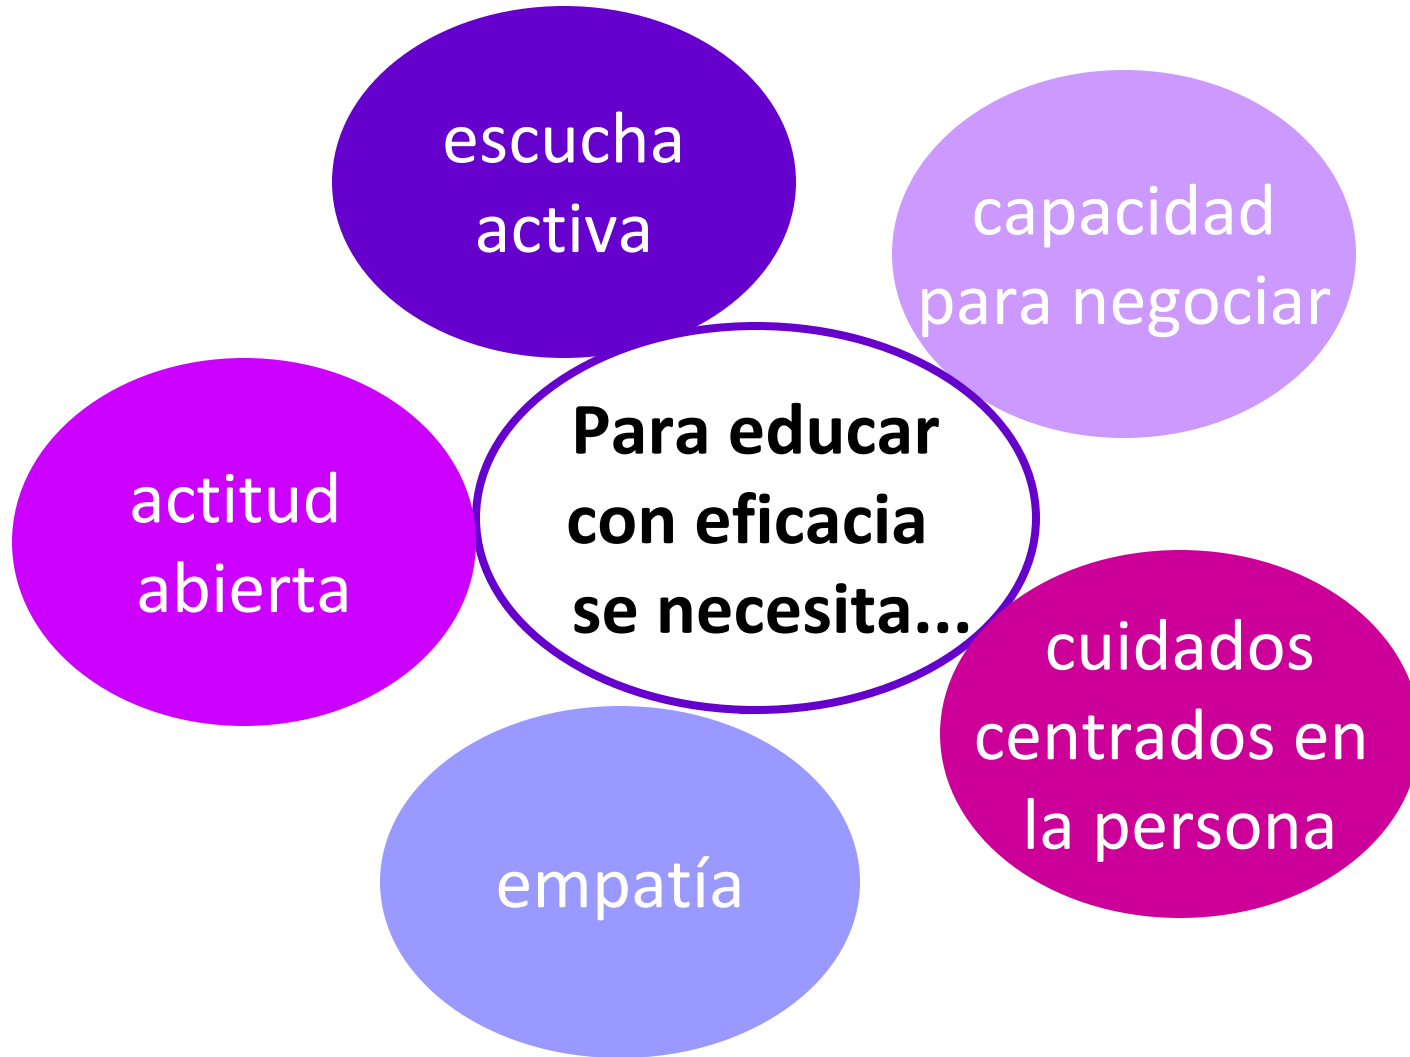 escucha
activa
capacidad
para negociar
Para educar
con eficacia
se necesita...
actitud
abierta
cuidados
centrados en
la persona
empatía